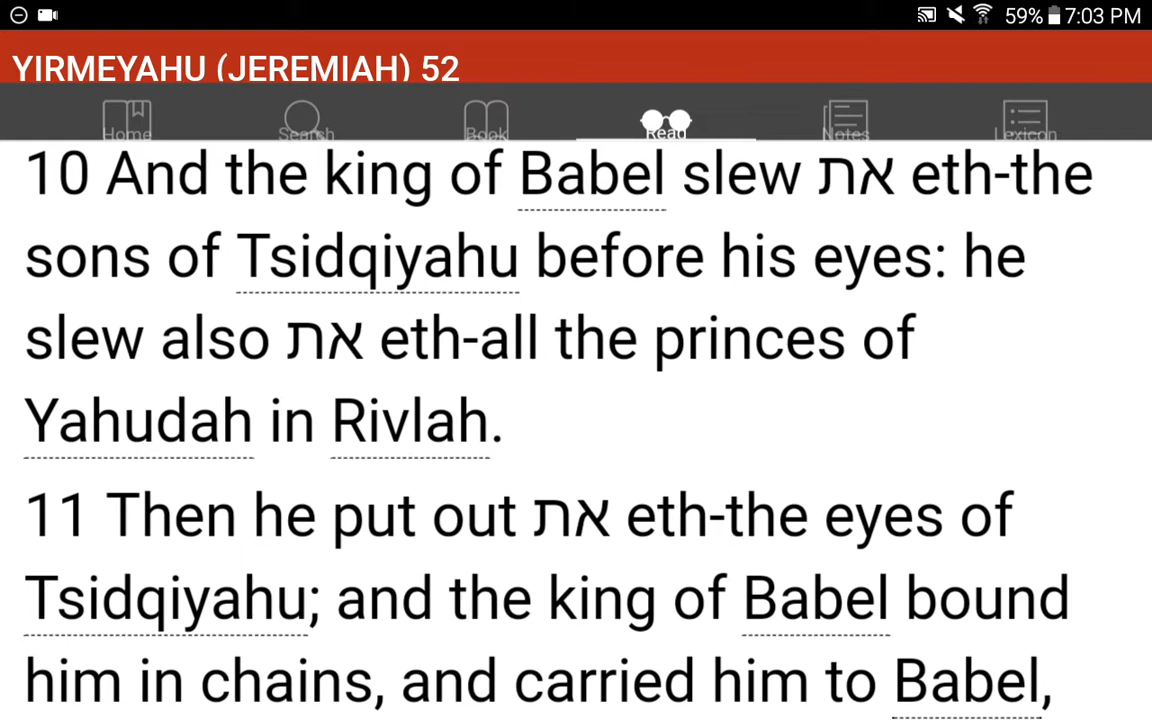 59% 7:03 PM
YIRMEYAHU (JEREMIAH) 52
Home Search Book Read Notes Lexicon
10 And the king of Babel slew את eth-the
sons of Tsidqiyahu before his eyes: he
slew also את eth-all the princes of
Yahudah in Rivlah.
11 Then he put out את eth-the eyes of
Tsidqiyahu; and the king of Babel bound
him in chains, and carried him to Babel,